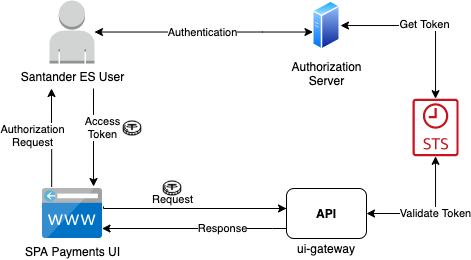 Authentication
Get Token
Santander ES User
Authorization
Server
Authorization
Request
Access
Token
STS
WWW
Request
Response
API
Validate Token
SPA Payments UI
ui-gateway